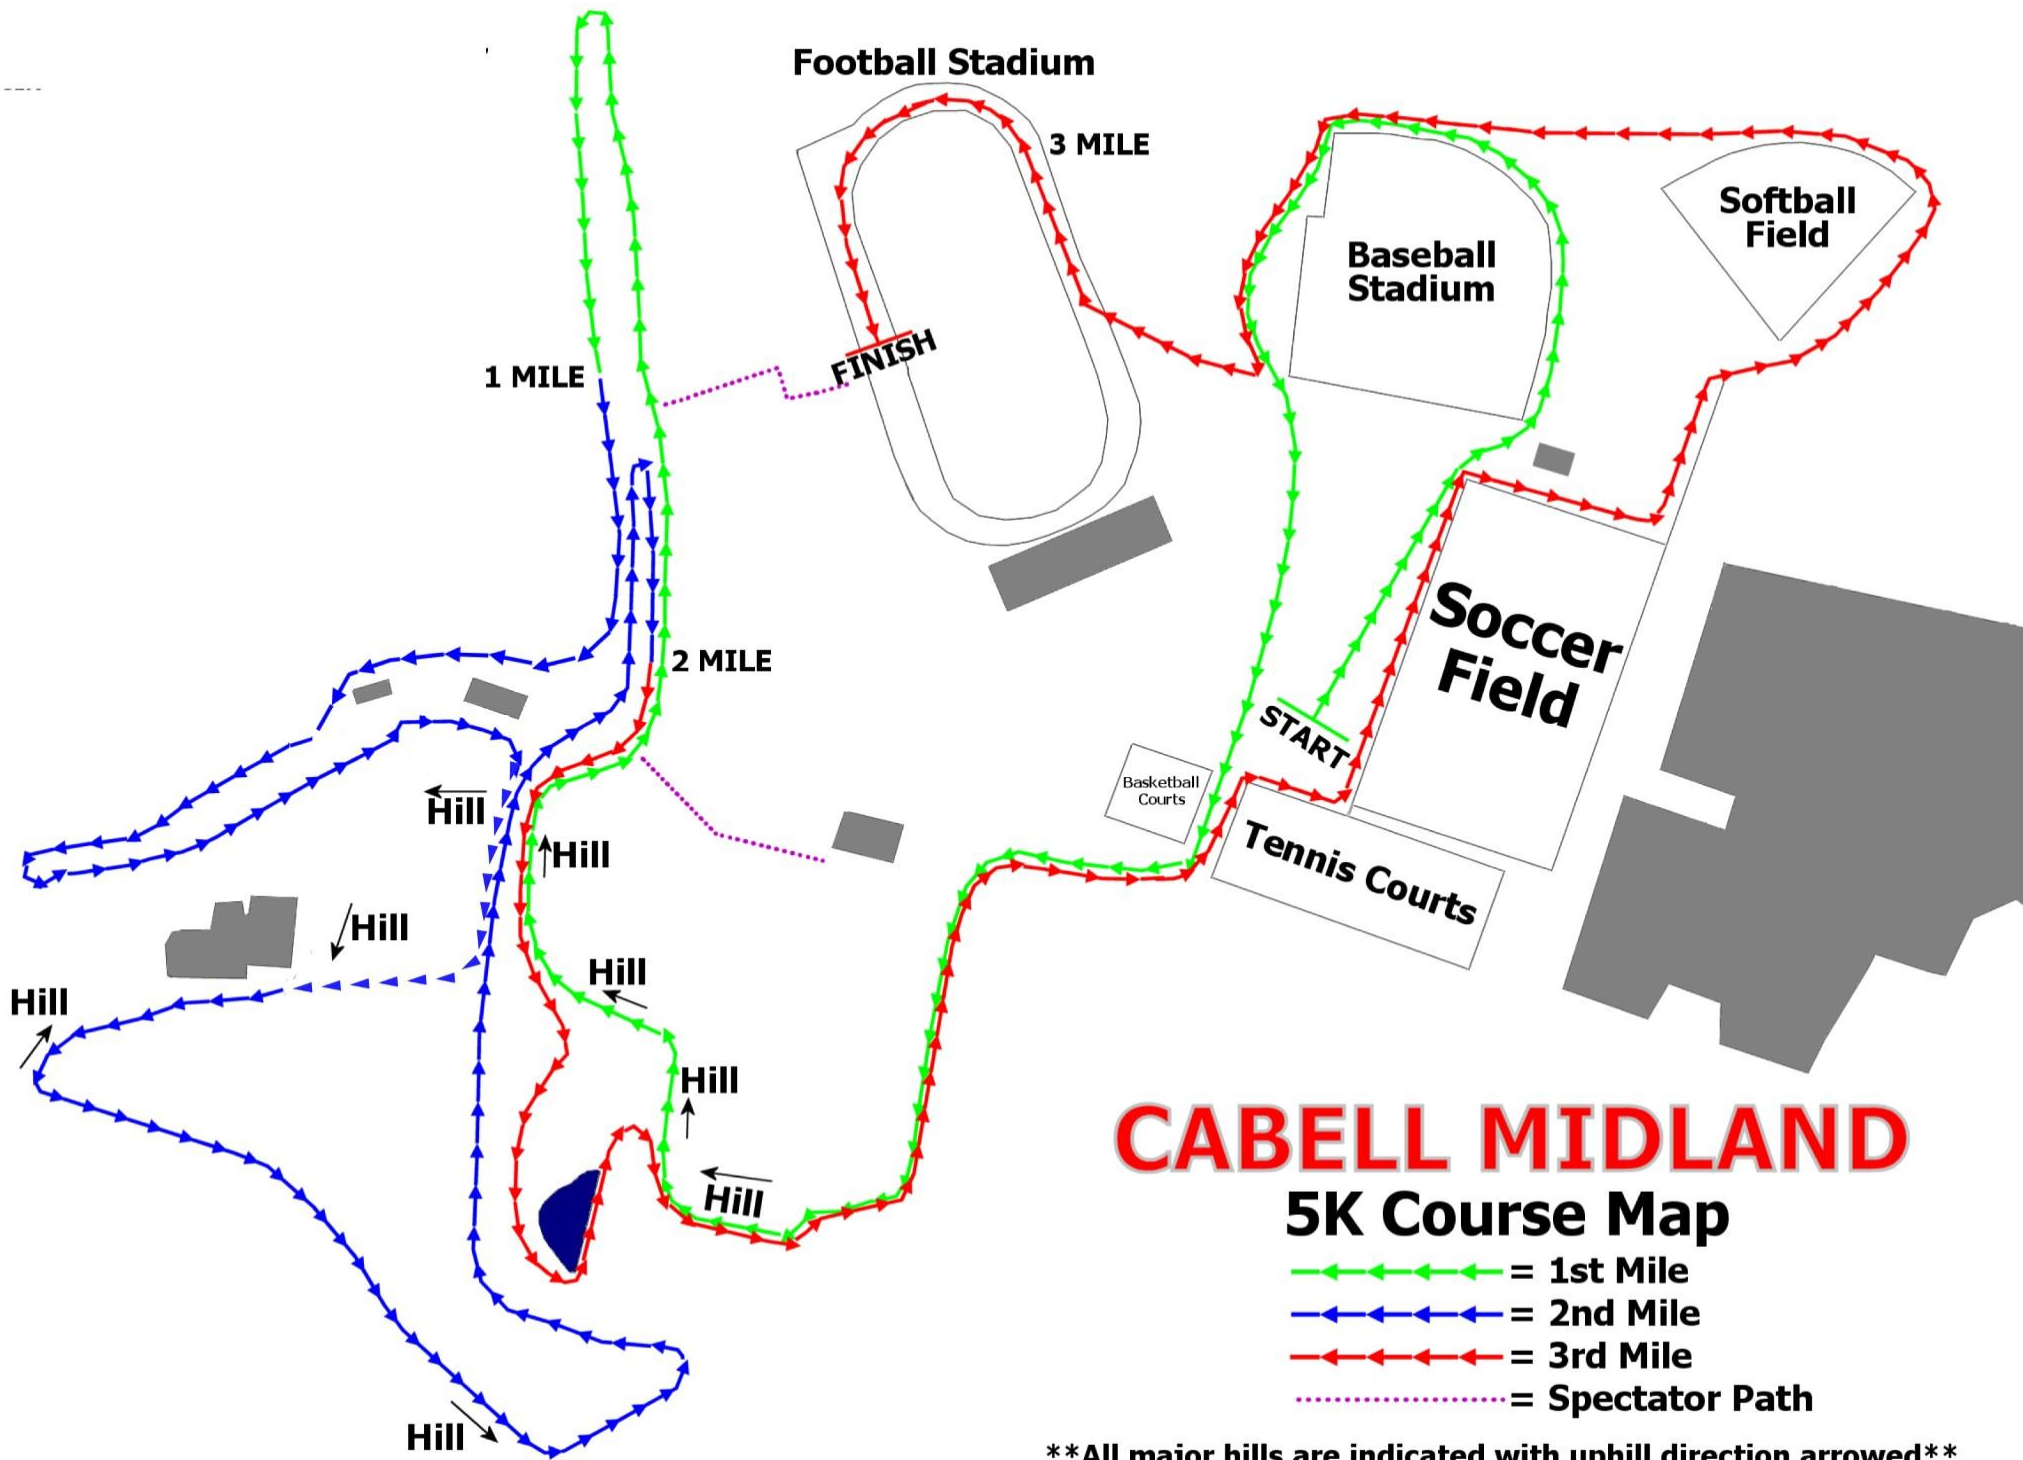 Football Stadium
3 MILE
Softball
Field
Baseball
Stadium
FINISH
1 MILE
Soccer
Field
2 MILE
START
Basketball
Courts
Hill
Hill
Tennis Courts
Hill
Hill
Hill
Hill
Hill
Hill
CABELL MIDLAND
5K Course Map
= 1st Mile
= 2nd Mile
= 3rd Mile
= Spectator Path
**All major hills are indicated with uphill direction arrowed**